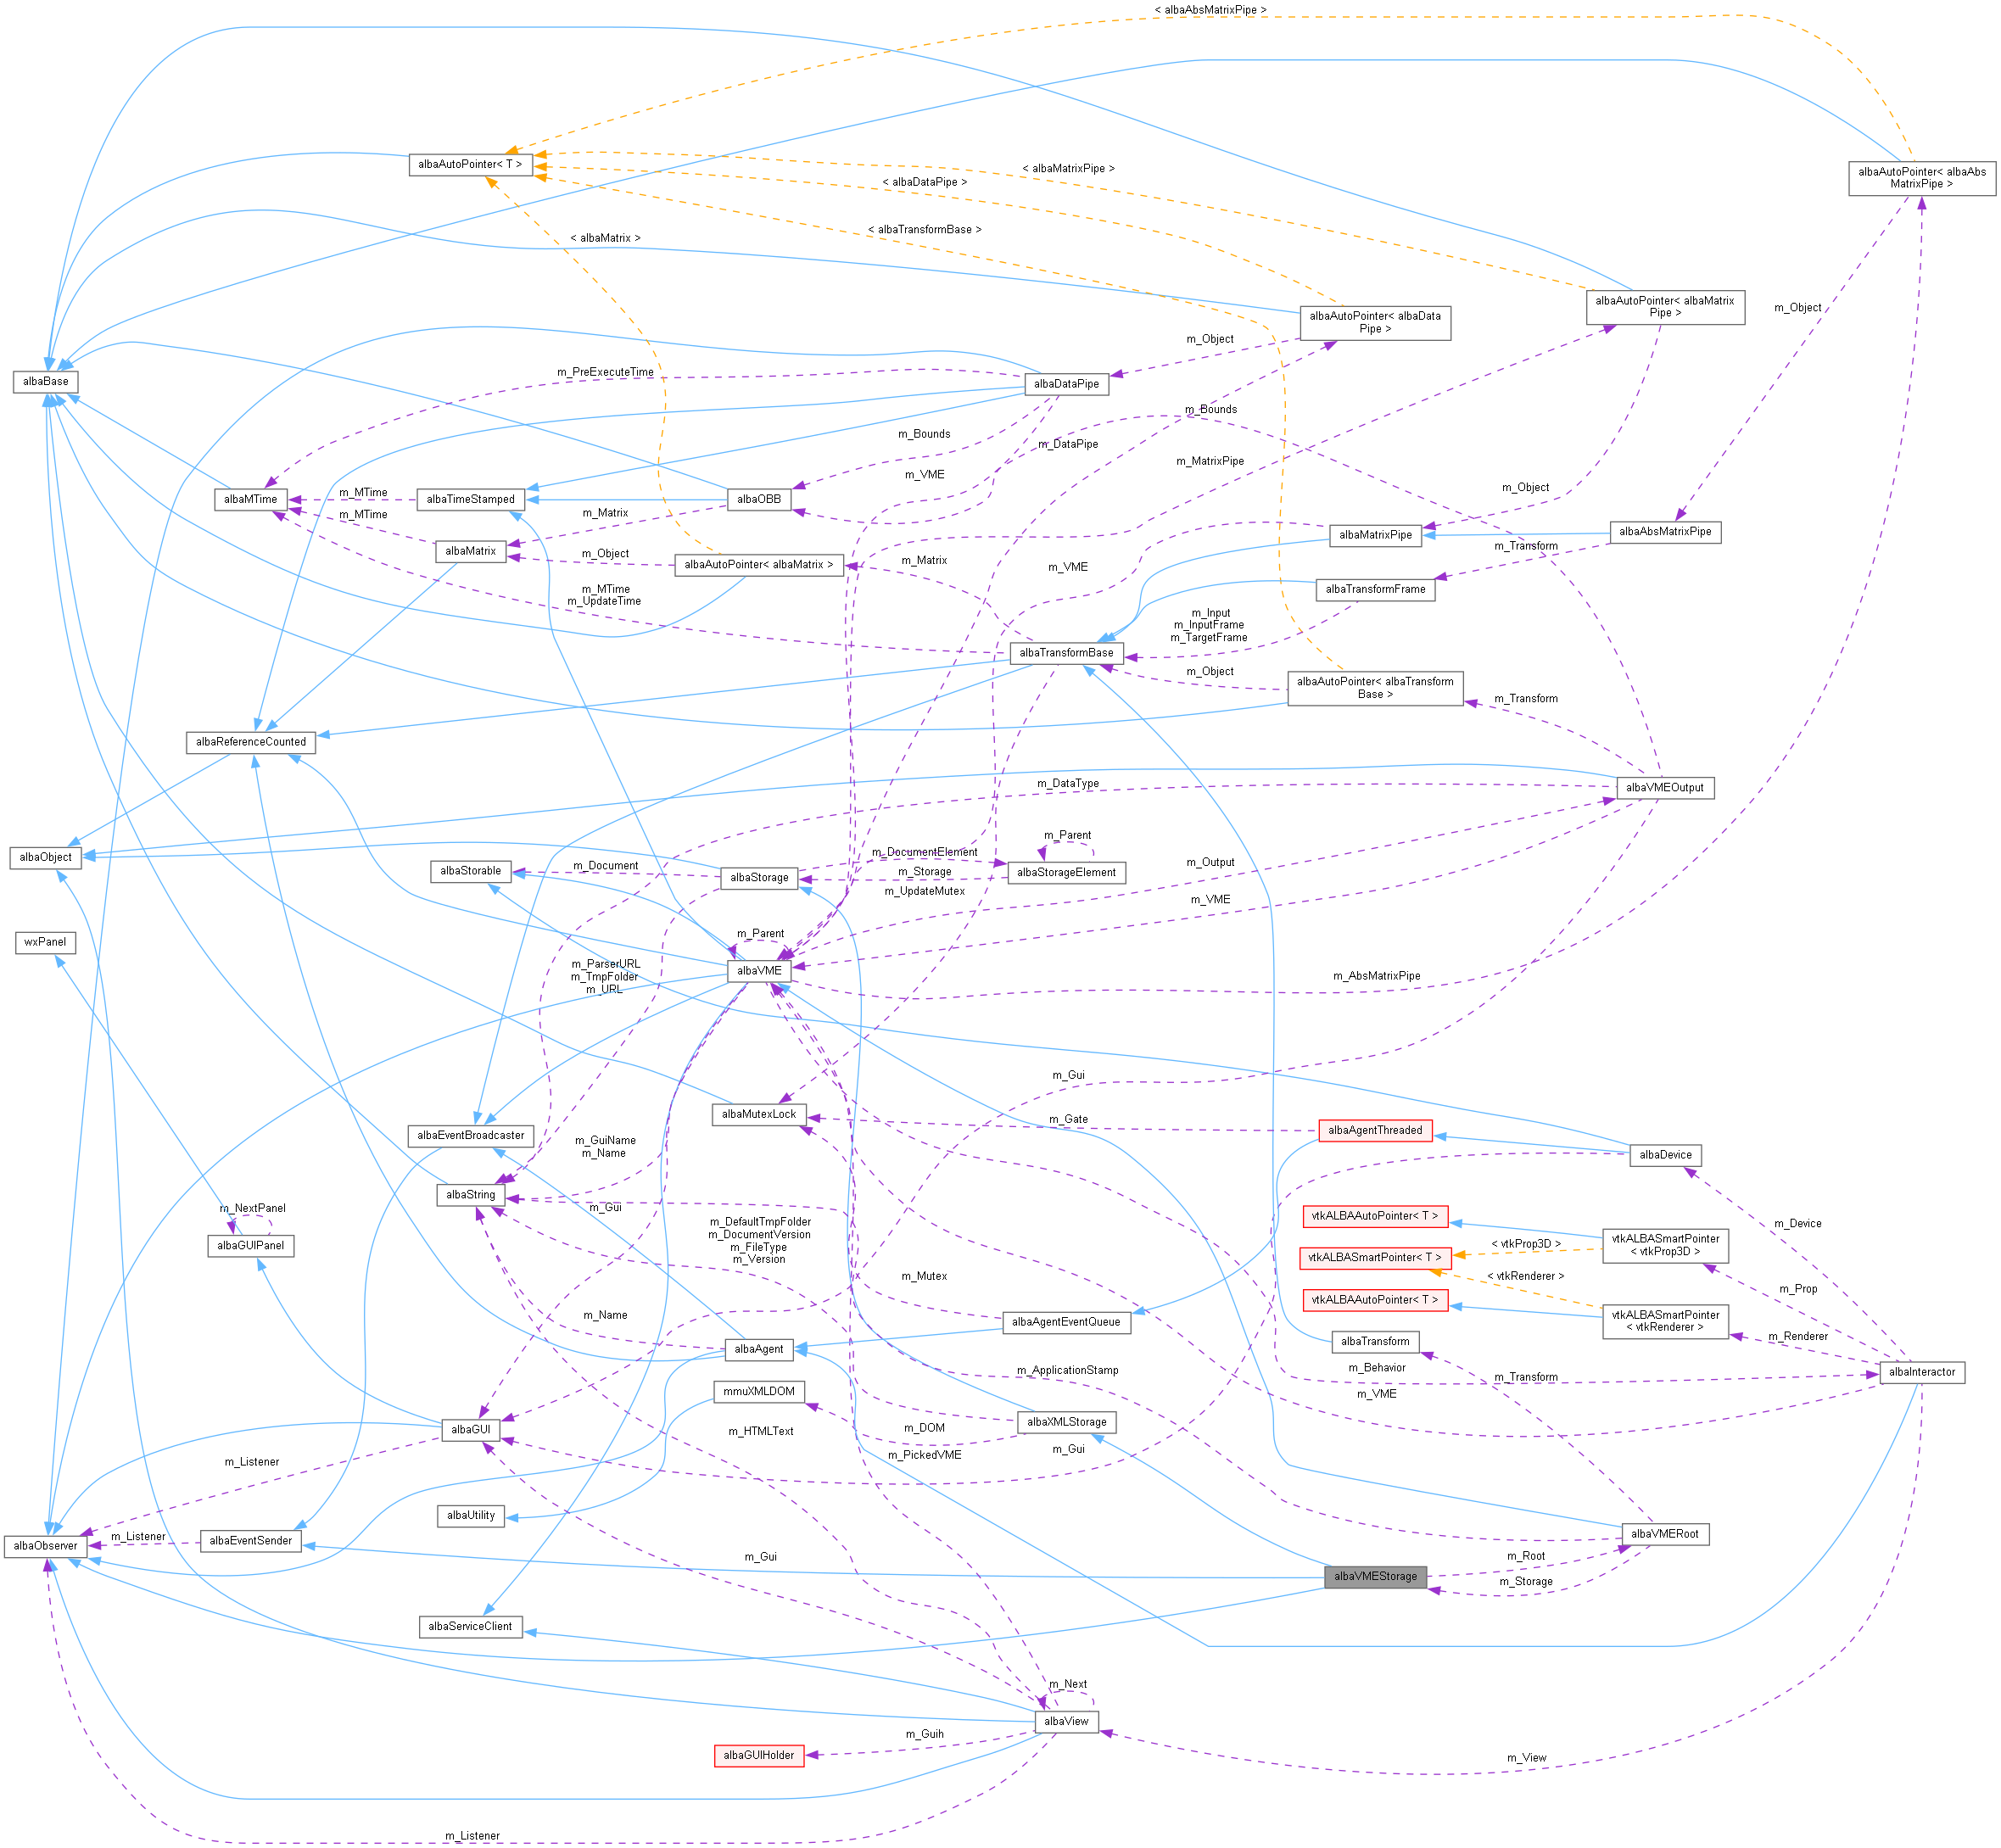 < albaAbsMatrixPipe >
albaAutoPointer< T >
< albaMatrixPipe >
albaAutoPointer< albaAbs
MatrixPipe >
< albaDataPipe >
< albaTransformBase >
< albaMatrix >
albaAutoPointer< albaMatrix
Pipe >
m_Object
albaAutoPointer< albaData
Pipe >
m_Object
m_PreExecuteTime
albaBase
albaDataPipe
m_Bounds
m_Bounds
m_DataPipe
m_MatrixPipe
m_VME
m_Object
m_MTime
albaMTime
albaTimeStamped
albaOBB
m_MTime
m_Matrix
albaMatrixPipe
albaAbsMatrixPipe
albaMatrix
m_Object
m_Transform
albaAutoPointer< albaMatrix >
m_Matrix
m_VME
m_MTime
m_UpdateTime
albaTransformFrame
m_Input
m_InputFrame
m_TargetFrame
albaTransformBase
m_Object
albaAutoPointer< albaTransform
Base >
m_Transform
albaReferenceCounted
m_DataType
albaVMEOutput
m_Parent
albaObject
m_Document
m_DocumentElement
albaStorable
albaStorage
m_Storage
albaStorageElement
m_Output
m_UpdateMutex
m_VME
wxPanel
m_Parent
m_ParserURL
m_TmpFolder
m_URL
albaVME
m_AbsMatrixPipe
m_Gui
albaMutexLock
m_Gate
albaAgentThreaded
albaEventBroadcaster
m_GuiName
m_Name
albaDevice
albaString
m_NextPanel
m_Gui
vtkALBAAutoPointer< T >
m_Device
albaGUIPanel
m_DefaultTmpFolder
m_DocumentVersion
m_FileType
m_Version
vtkALBASmartPointer
< vtkProp3D >
< vtkProp3D >
vtkALBASmartPointer< T >
m_Mutex
< vtkRenderer >
m_Prop
vtkALBAAutoPointer< T >
m_Name
albaAgentEventQueue
vtkALBASmartPointer
< vtkRenderer >
albaTransform
m_Renderer
albaAgent
m_ApplicationStamp
m_Behavior
m_Transform
albaInteractor
m_VME
mmuXMLDOM
albaGUI
m_HTMLText
m_DOM
albaXMLStorage
m_PickedVME
m_Gui
m_Listener
albaUtility
albaObserver
m_Listener
albaEventSender
m_Gui
m_Root
albaVMERoot
albaVMEStorage
m_Storage
albaServiceClient
m_Next
albaView
m_Guih
albaGUIHolder
m_View
m_Listener